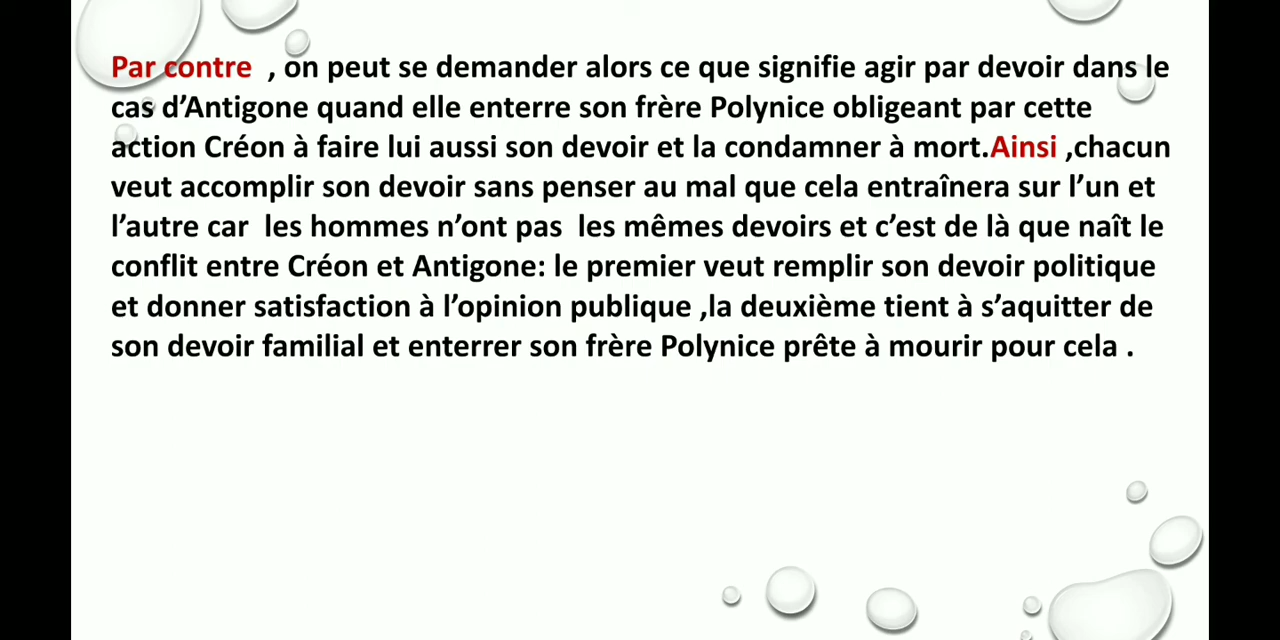 Par contre , on peut se demander alors ce que signifie agir par devoir dans le
cas d’Antigone quand elle enterre son frère Polynice obligeant par cette
action Créon à faire lui aussi son devoir et la condamner à mort.Ainsi ,chacun
veut accomplir son devoir sans penser au mal que cela entraînera sur l’un et
l’autre car les hommes n’ont pas les mêmes devoirs et c’est de là que naît le
conflit entre Créon et Antigone: le premier veut remplir son devoir politique
et donner satisfaction à l’opinion publique ,la deuxième tient à s’aquitter de
son devoir familial et enterrer son frère Polynice prête à mourir pour cela .